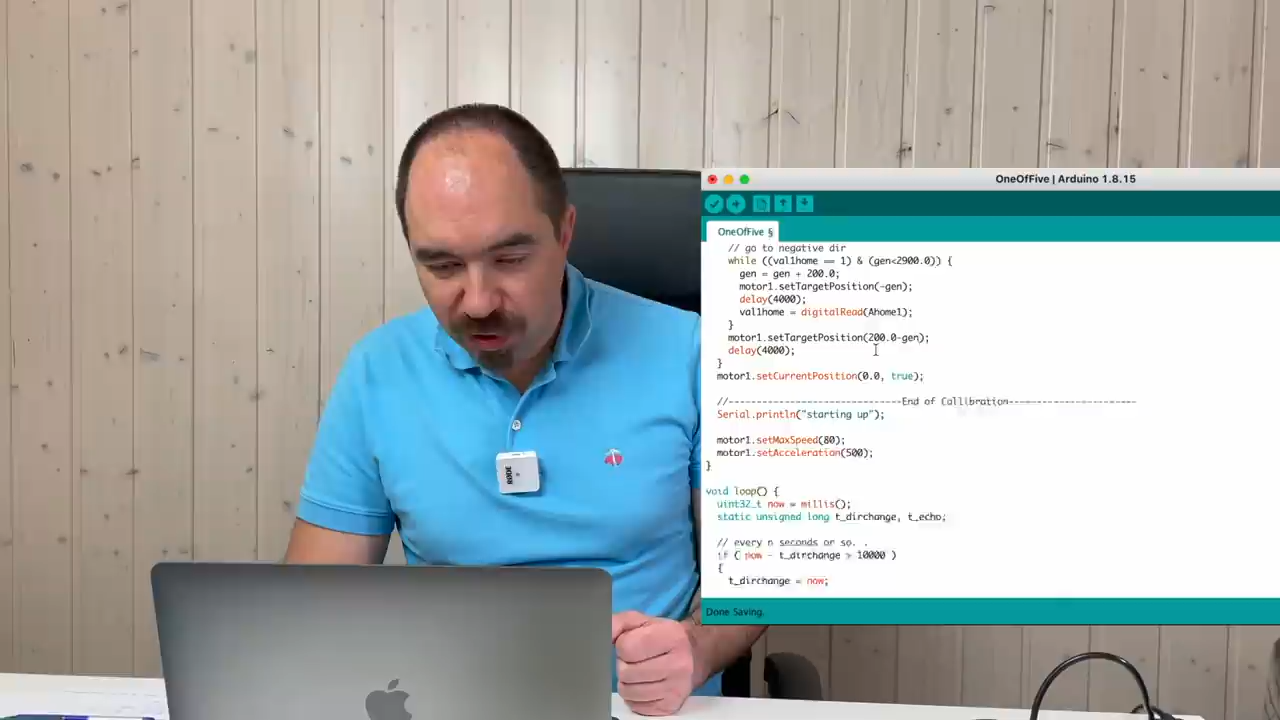 OneOfFive | Arduino 1.8.15
OneOfFive §
// go to negative dir
while ((val1home == 1) & (gen<2900.0)) {
gen = gen + 200.0;
motor1.setTargetPosition(-gen);
delay(4000);
val1home = digitalRead(Ahome1);
}
motor1.setTargetPosition(200.0-gen);
delay(4000);
}
motor1.setCurrentPosition(0.0, true);
//-------------------------------End of Callibration-----------------------
Serial.println("starting up");
motor1.setMaxSpeed(80);
motor1.setAcceleration(500);
}
void loop() {
uint32_t now = millis();
static unsigned long t_dirchange, t_echo;
// every n seconds or so. .
if ( now - t_dirchange > 10000 )
{
t_dirchange = now;
Done Saving.
RØDE